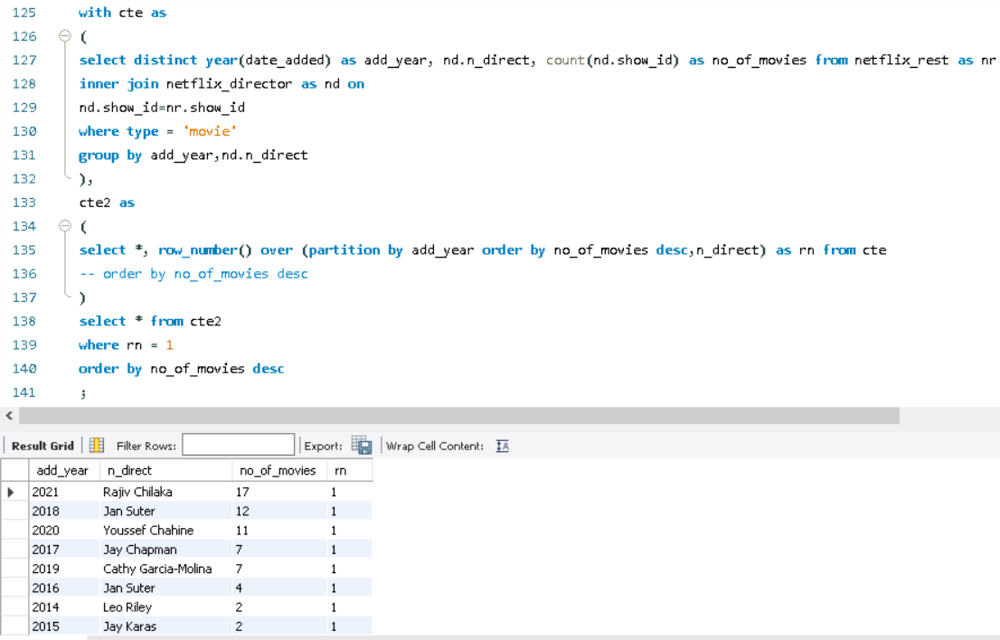 125 with cte as
126 (
127 select distinct year(date_added) as add_year, nd.n_direct, count(nd.show_id) as no_of_movies from netflix_rest as nr
128 inner join netflix_director as nd on
129 nd.show_id=nr.show_id
130 where type = 'movie'
131 group by add_year,nd.n_direct
132 ),
133 cte2 as
134 (
135 select *, row_number() over (partition by add_year order by no_of_movies desc,n_direct) as rn from cte
136 -- order by no_of_movies desc
137 )
138 select * from cte2
139 where rn = 1
140 order by no_of_movies desc
141 ;
Result Grid Filter Rows: Export: Wrap Cell Content:
add_year n_direct no_of_movies rn
2021 Rajiv Chilaka 17 1
2018 Jan Suter 12 1
2020 Youssef Chahine 11 1
2017 Jay Chapman 7 1
2019 Cathy Garcia-Molina 7 1
2016 Jan Suter 4 1
2014 Leo Riley 2 1
2015 Jay Karas 2 1